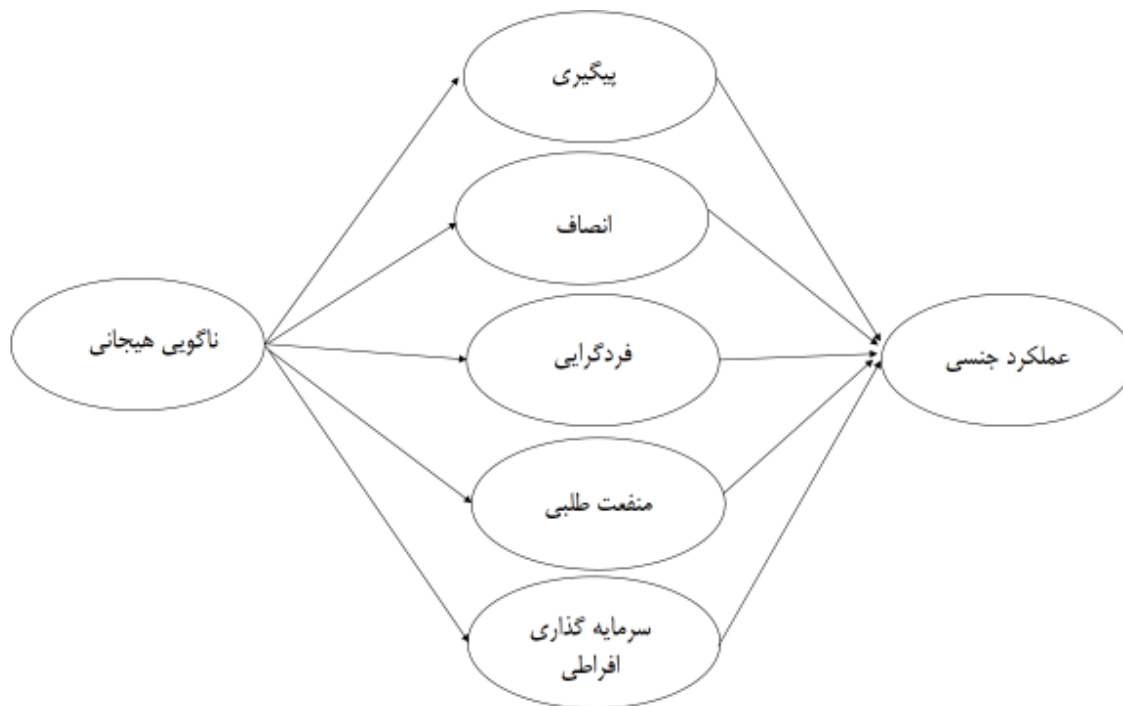 پیگیری
انصاف
ناگویی هیجانی
فردگرایی
عملکرد جنسی
منفعت طلبی
سرمایه گذاری
افراطی